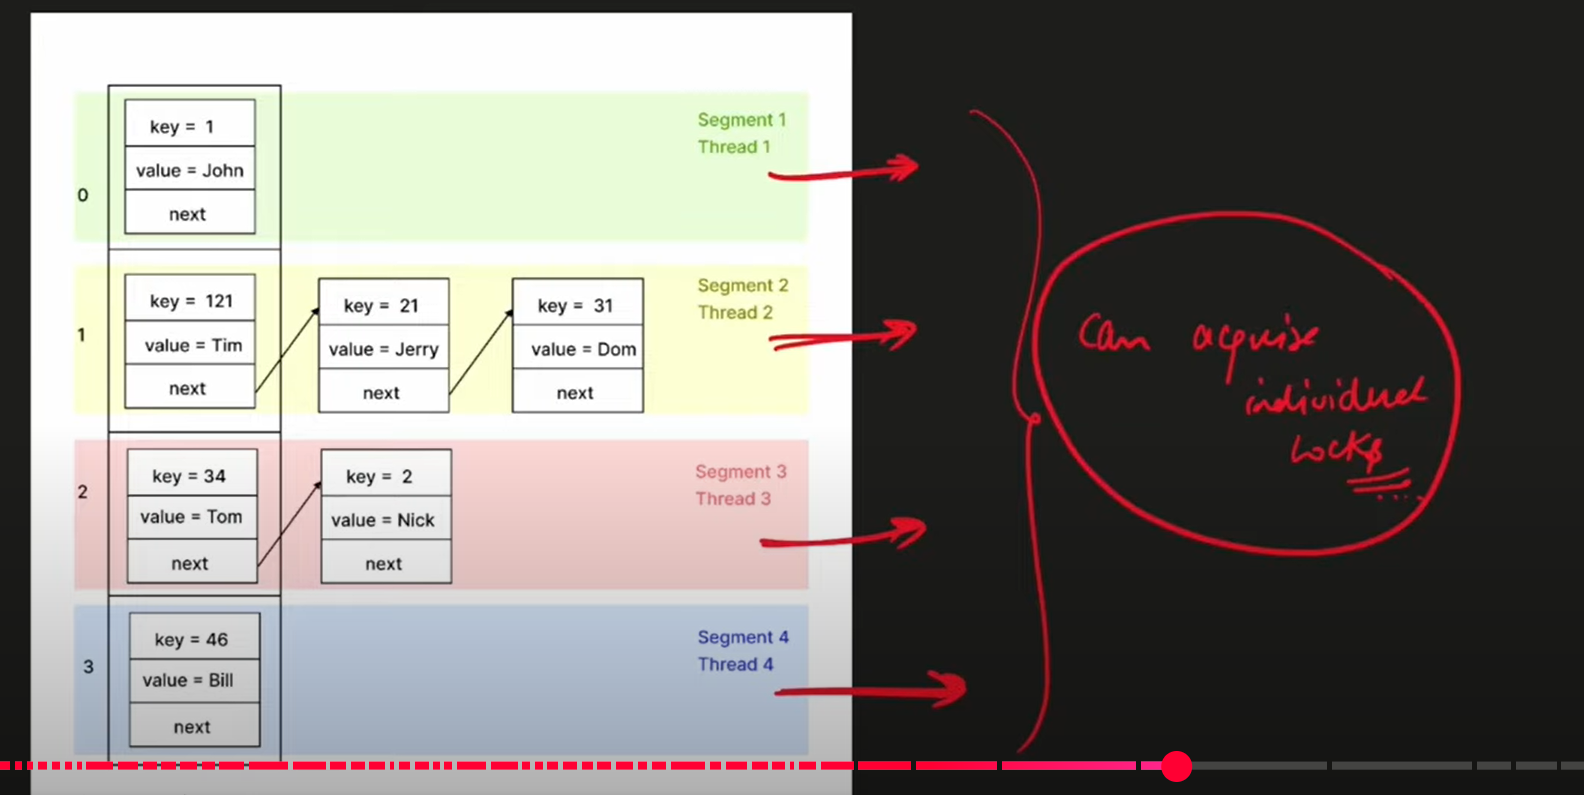 0
key = 1
value = John
next
Segment 1
Thread 1
1
key = 121
value = Tim
next
key = 21
value = Jerry
next
key = 31
value = Dom
next
Segment 2
Thread 2
2
key = 34
value = Tom
next
key = 2
value = Nick
next
Segment 3
Thread 3
3
key = 46
value = Bill
next
Segment 4
Thread 4
Can acquire
individual
Locks